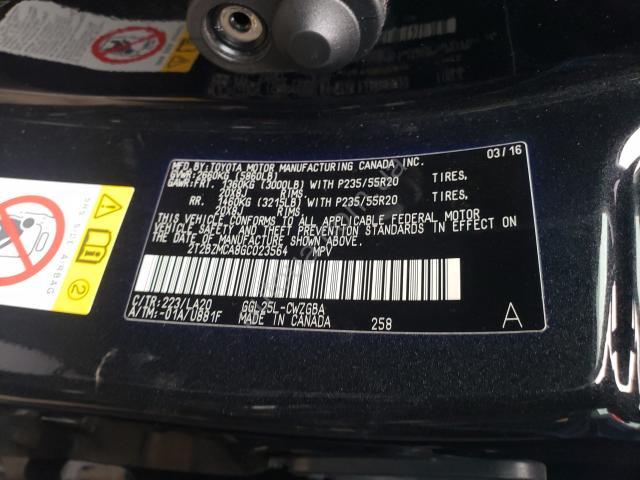 MFD.BY:TOYOTA MOTOR MANUFACTURING CANADA INC. 03/16
GVWR:2660KG (5860LB)
GAWR:FRT. 1360KG (3000LB) WITH P235/55R20 TIRES,
20X8J RIMS,
RR. 1460KG (3215LB) WITH P235/55R20 TIRES,
20X8J RIMS
THIS VEHICLE CONFORMS TO ALL APPLICABLE FEDERAL MOTOR
VEHICLE SAFETY AND THEFT PREVENTION STANDARDS IN EFFECT ON
THE DATE OF MANUFACTURE SHOWN ABOVE.
2T2BZMCA8GC023564 MPV
C/TR:223/LA20 GGL25L-CWZGBA
A/TM:-01A/U881F MADE IN CANADA 258 A
SRS SIDE AIRBAG